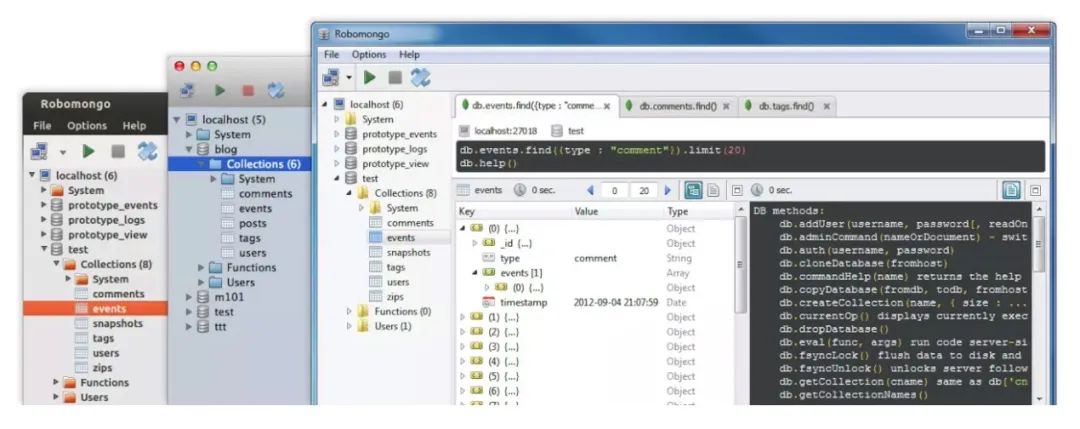 Robomongo
File Options Help
localhost (6)
System
prototype_events
prototype_logs
prototype_view
test
Collections (8)
System
comments
events
snapshots
tags
users
zips
Functions
Users
localhost (5)
System
blog
Collections (6)
System
comments
events
posts
tags
users
Functions
Users
m101
test
ttt
Robomongo
File Options Help
localhost (6)
System
prototype_events
prototype_logs
prototype_view
test
Collections (8)
System
comments
events
snapshots
tags
users
zips
Functions (0)
Users (1)
db.events.find({type : "comme... db.comments.find() db.tags.find()
localhost:27018 test
db.events.find({type : "comment"}).limit(20)
db.help()
events 0 sec. 0 20
Key Value Type
(0) {...} Object
_id {...} Object
type comment String
events [1] Array
(0) {...} Object
timestamp 2012-09-04 21:07:59 Date
(1) {...} Object
(2) {...} Object
(3) {...} Object
(4) {...} Object
(5) {...} Object
(6) {...} Object
(7) {...} Object
0 sec.
DB methods:
db.addUser(username, password[, readOn
db.adminCommand(nameOrDocument) - swit
db.auth(username, password)
db.cloneDatabase(fromhost)
db.commandHelp(name) returns the help
db.copyDatabase(fromdb, todb, fromhost
db.createCollection(name, { size : ...
db.currentOp() displays currently exec
db.dropDatabase()
db.eval(func, args) run code server-si
db.fsyncLock() flush data to disk and
db.fsyncUnlock() unlocks server follow
db.getCollection(cname) same as db['cn
db.getCollectionNames()